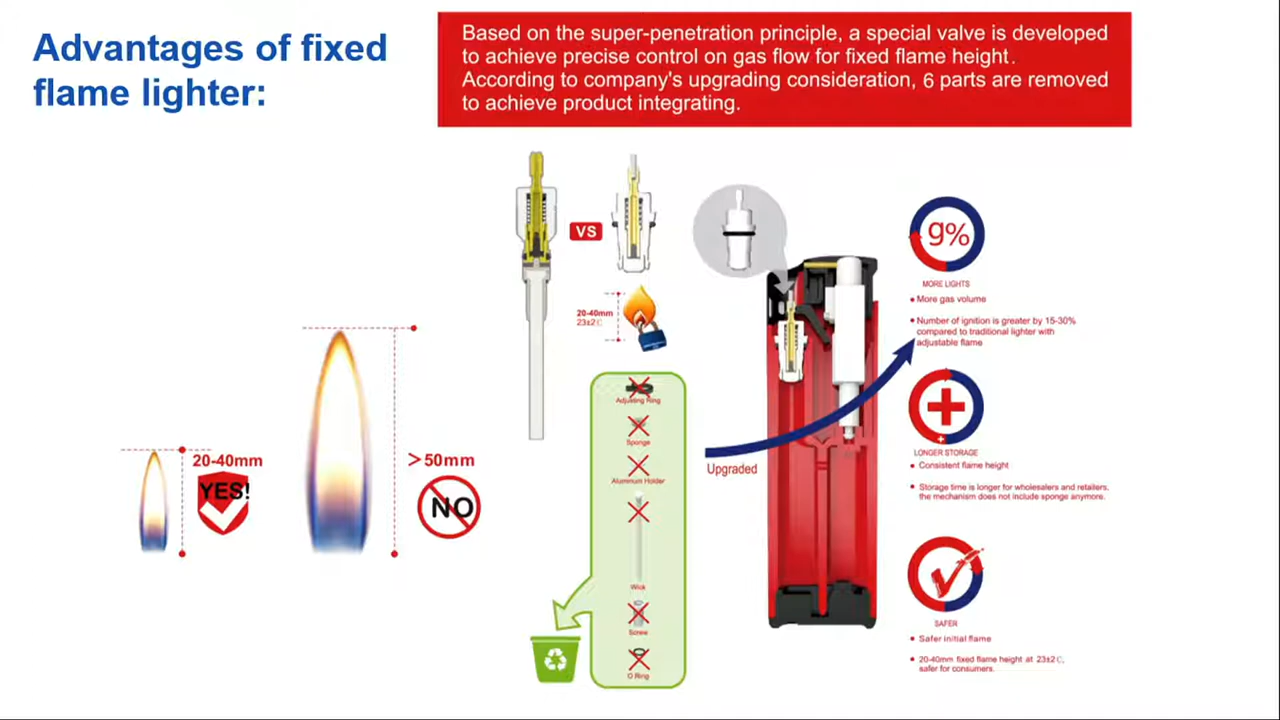 Advantages of fixed
flame lighter:
Based on the super-penetration principle, a special valve is developed
to achieve precise control on gas flow for fixed flame height.
According to company's upgrading consideration, 6 parts are removed
to achieve product integrating.
VS
20-40mm
23±2℃
g%
MORE LIGHTS
• More gas volume
• Number of ignition is greater by 15-30%
compared to traditional lighter with
adjustable flame
20-40mm
YES!
>50mm
NO
Adjusting Ring
Sponge
Aluminum Holder
Wick
Screw
O Ring
Upgraded
LONGER STORAGE
• Consistent flame height
• Storage time is longer for wholesalers and retailers,
the mechanism does not include sponge anymore.
SAFER
• Safer initial flame
• 20-40mm fixed flame height at 23±2℃,
safer for consumers.